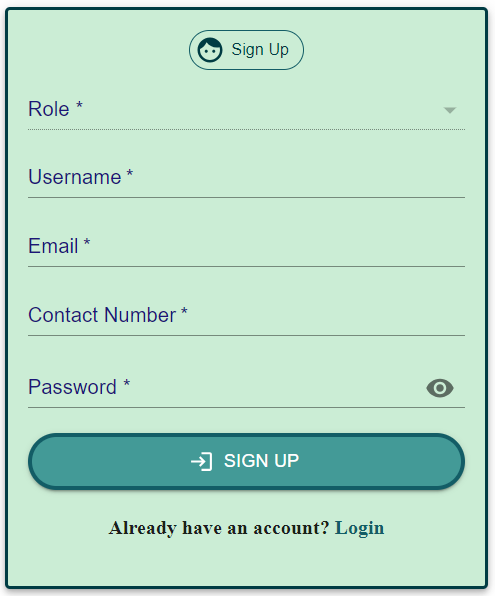 Sign Up
Role *
Username *
Email *
Contact Number *
Password *
SIGN UP
Already have an account? Login